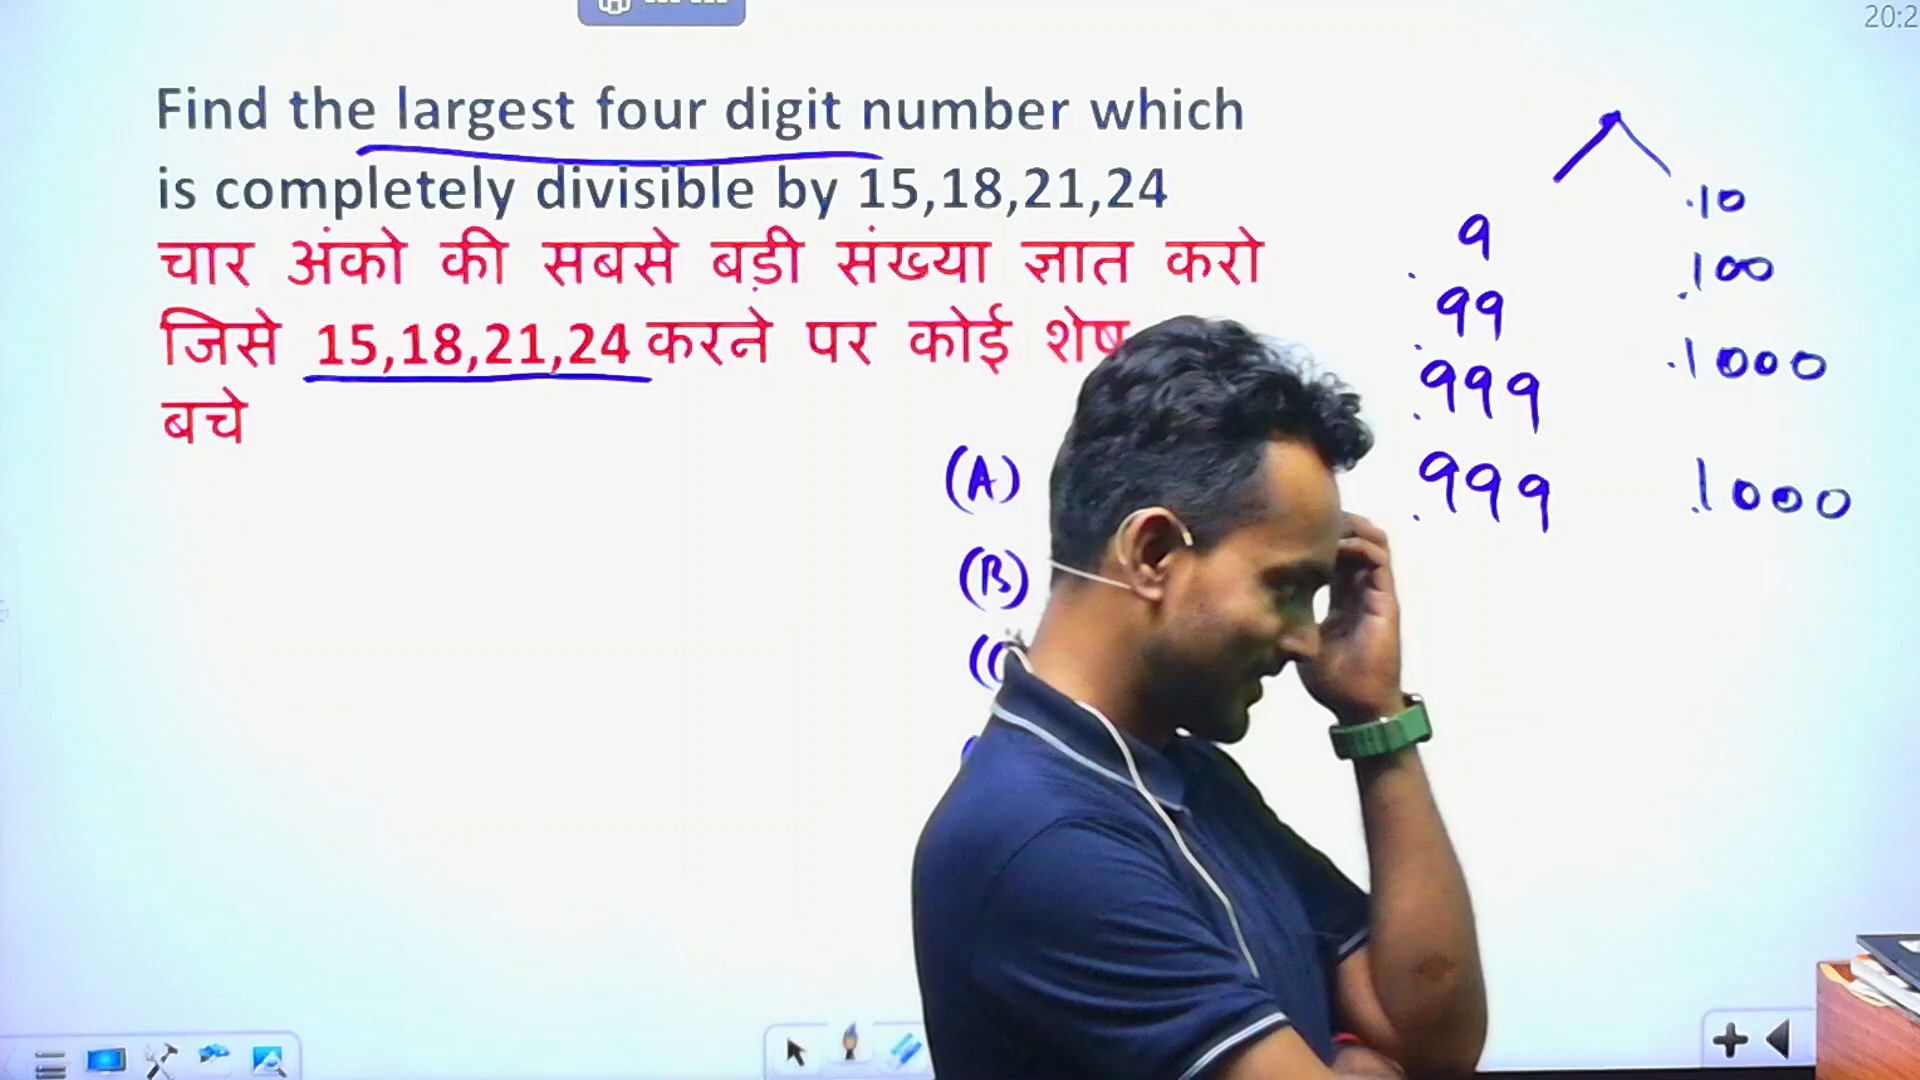 20:2
Find the largest four digit number which
is completely divisible by 15,18,21,24
चार अंको की सबसे बड़ी संख्या ज्ञात करो
जिसे 15,18,21,24 करने पर कोई शेष
बचे
(A)
(B)
9
99
999
999
.10
.100
.1000
.1000